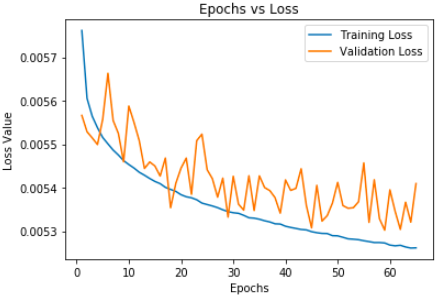 Epochs vs Loss
Training Loss
Validation Loss
Loss Value
0.0057
0.0056
0.0055
0.0054
0.0053
0 10 20 30 40 50 60
Epochs